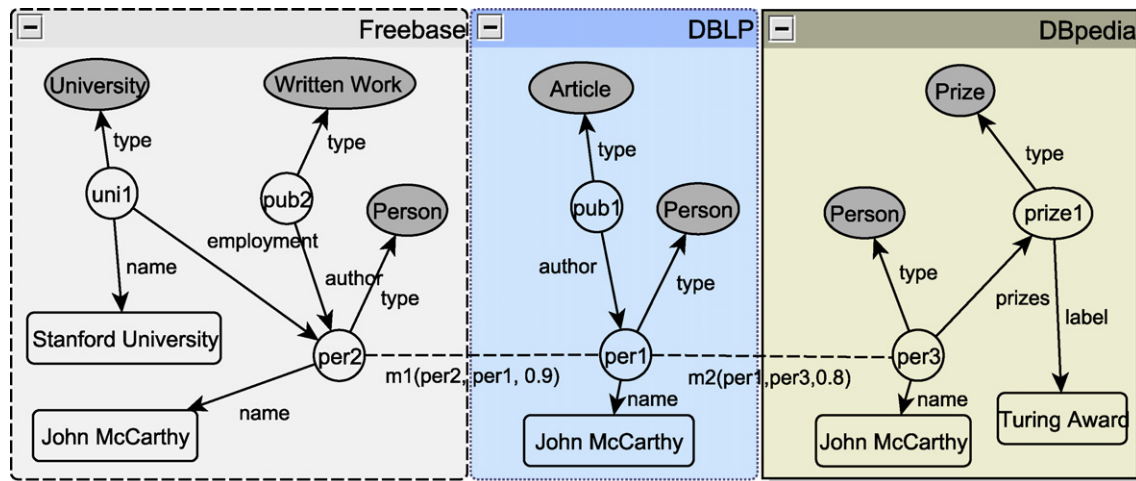 Freebase
University
Written Work
type
type
uni1
pub2
Person
employment
name
author
type
Stanford University
per2
m1(per2, per1, 0.9)
name
John McCarthy
DBLP
Article
type
pub1
Person
author
type
per1
m2(per1,per3,0.8)
name
John McCarthy
DBpedia
Prize
type
Person
prize1
type
prizes
label
per3
name
Turing Award
John McCarthy